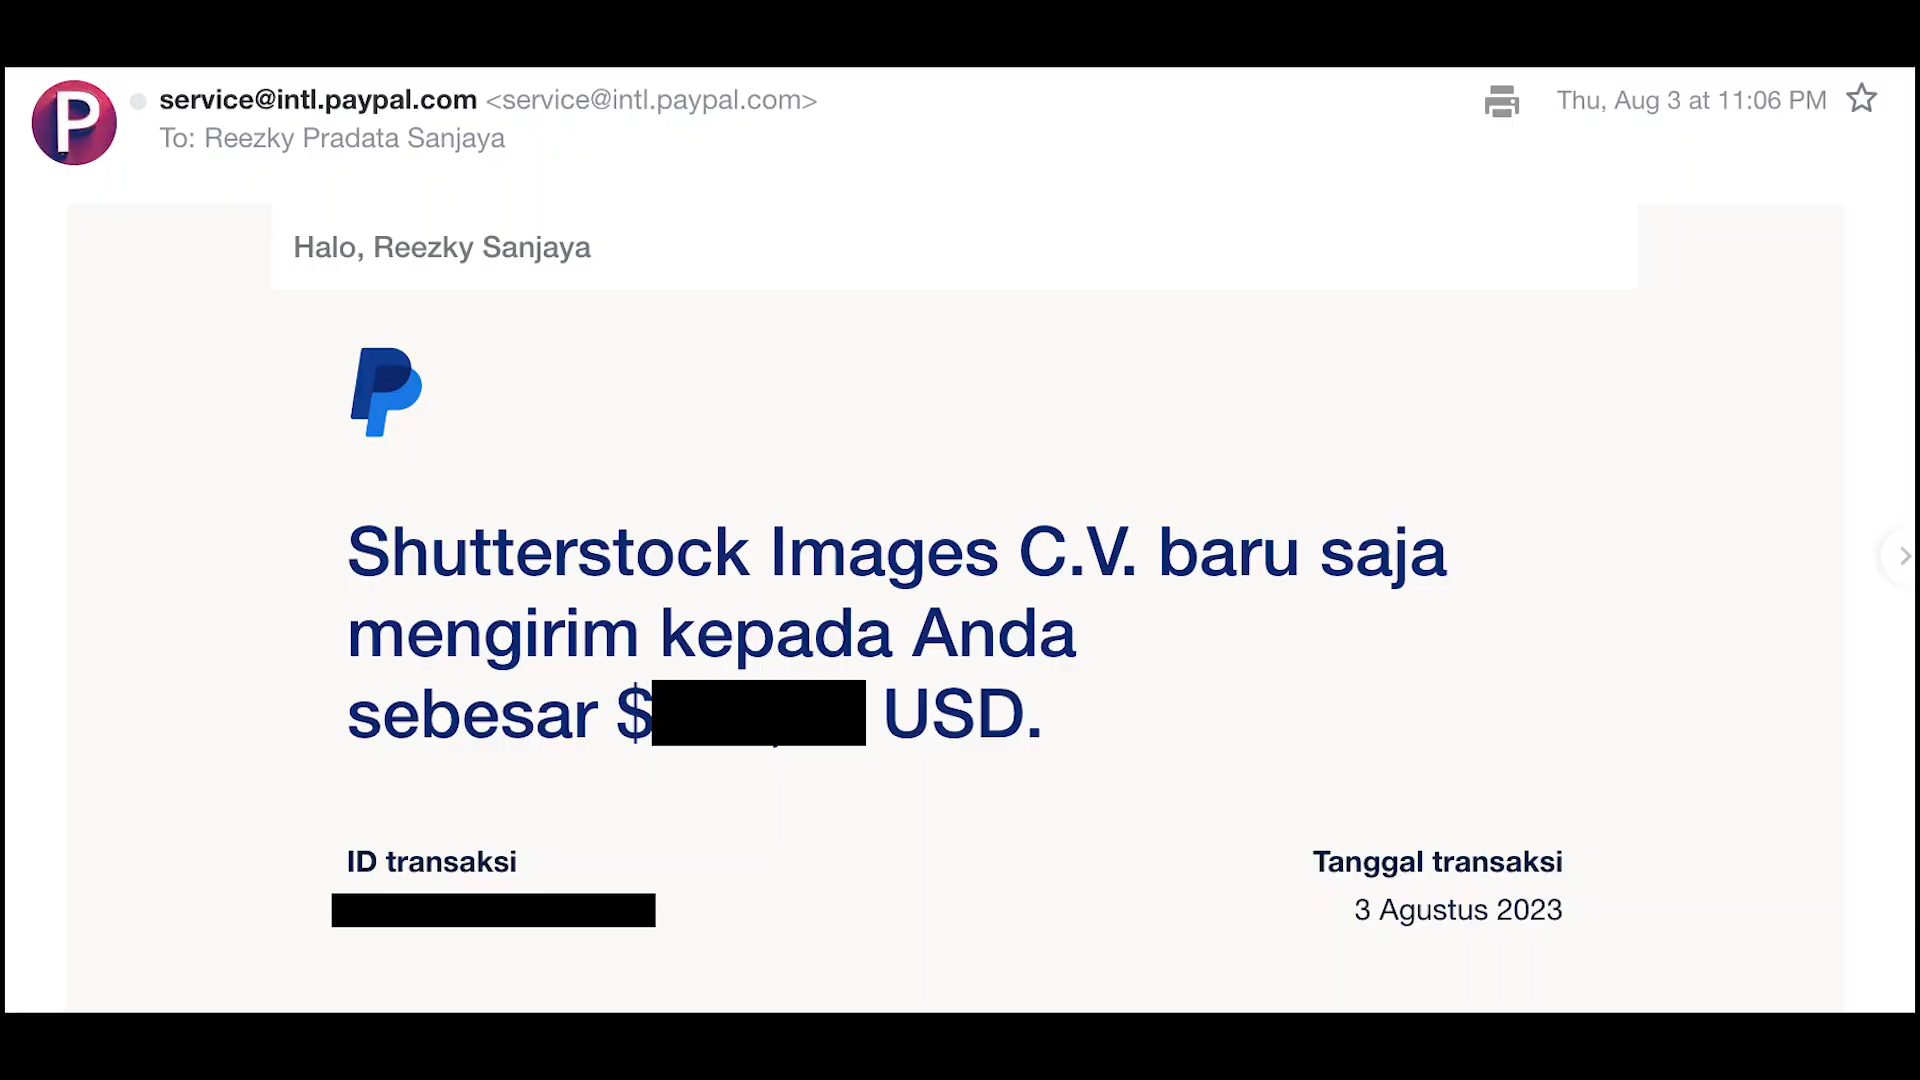 service@intl.paypal.com <service@intl.paypal.com>
Thu, Aug 3 at 11:06 PM
To: Reezky Pradata Sanjaya
Halo, Reezky Sanjaya
Shutterstock Images C.V. baru saja
mengirim kepada Anda
sebesar $ USD.
ID transaksi
Tanggal transaksi
3 Agustus 2023